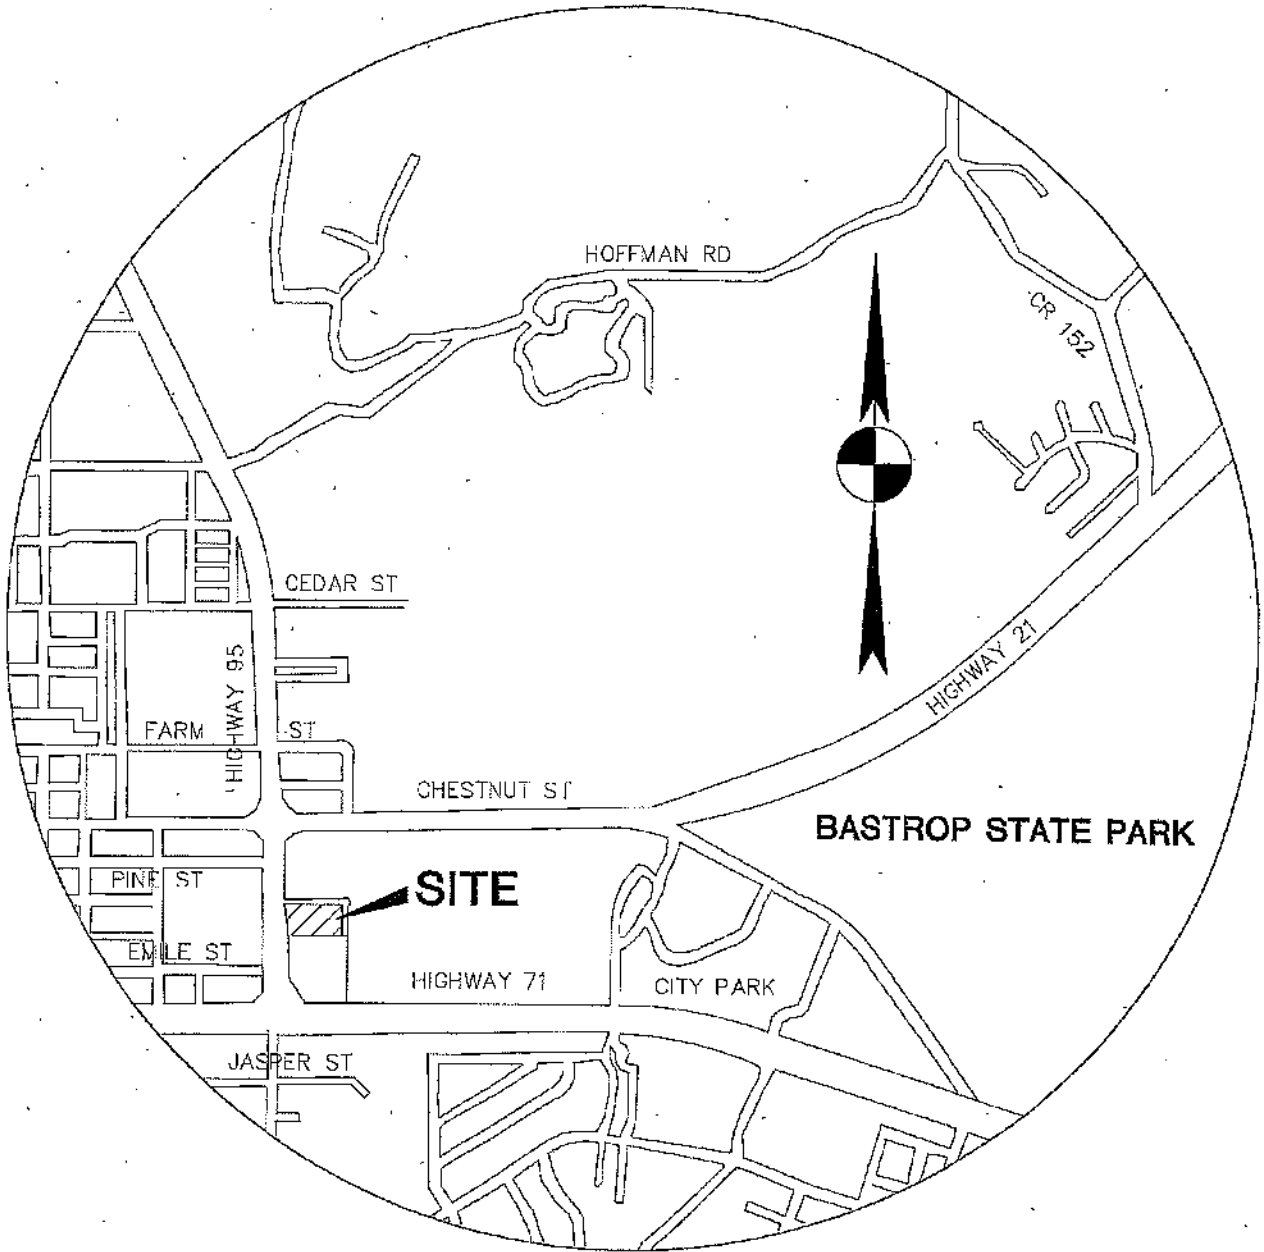 HOFFMAN RD
CR 152
CEDAR ST
HIGHWAY 21
HIGHWAY 95
FARM ST
CHESTNUT ST
BASTROP STATE PARK
PINE ST
SITE
EMILE ST
HIGHWAY 71
CITY PARK
JASPER ST